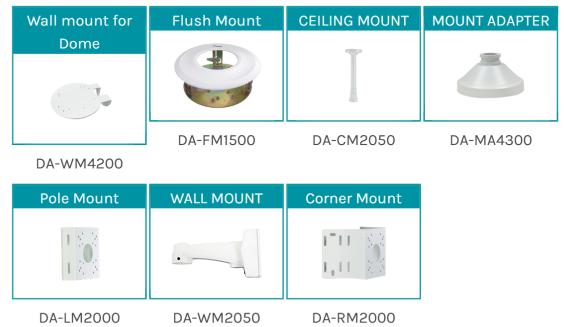 Wall mount for
Dome
Flush Mount
CEILING MOUNT
MOUNT ADAPTER
DA-WM4200
DA-FM1500
DA-CM2050
DA-MA4300
Pole Mount
WALL MOUNT
Corner Mount
DA-LM2000
DA-WM2050
DA-RM2000